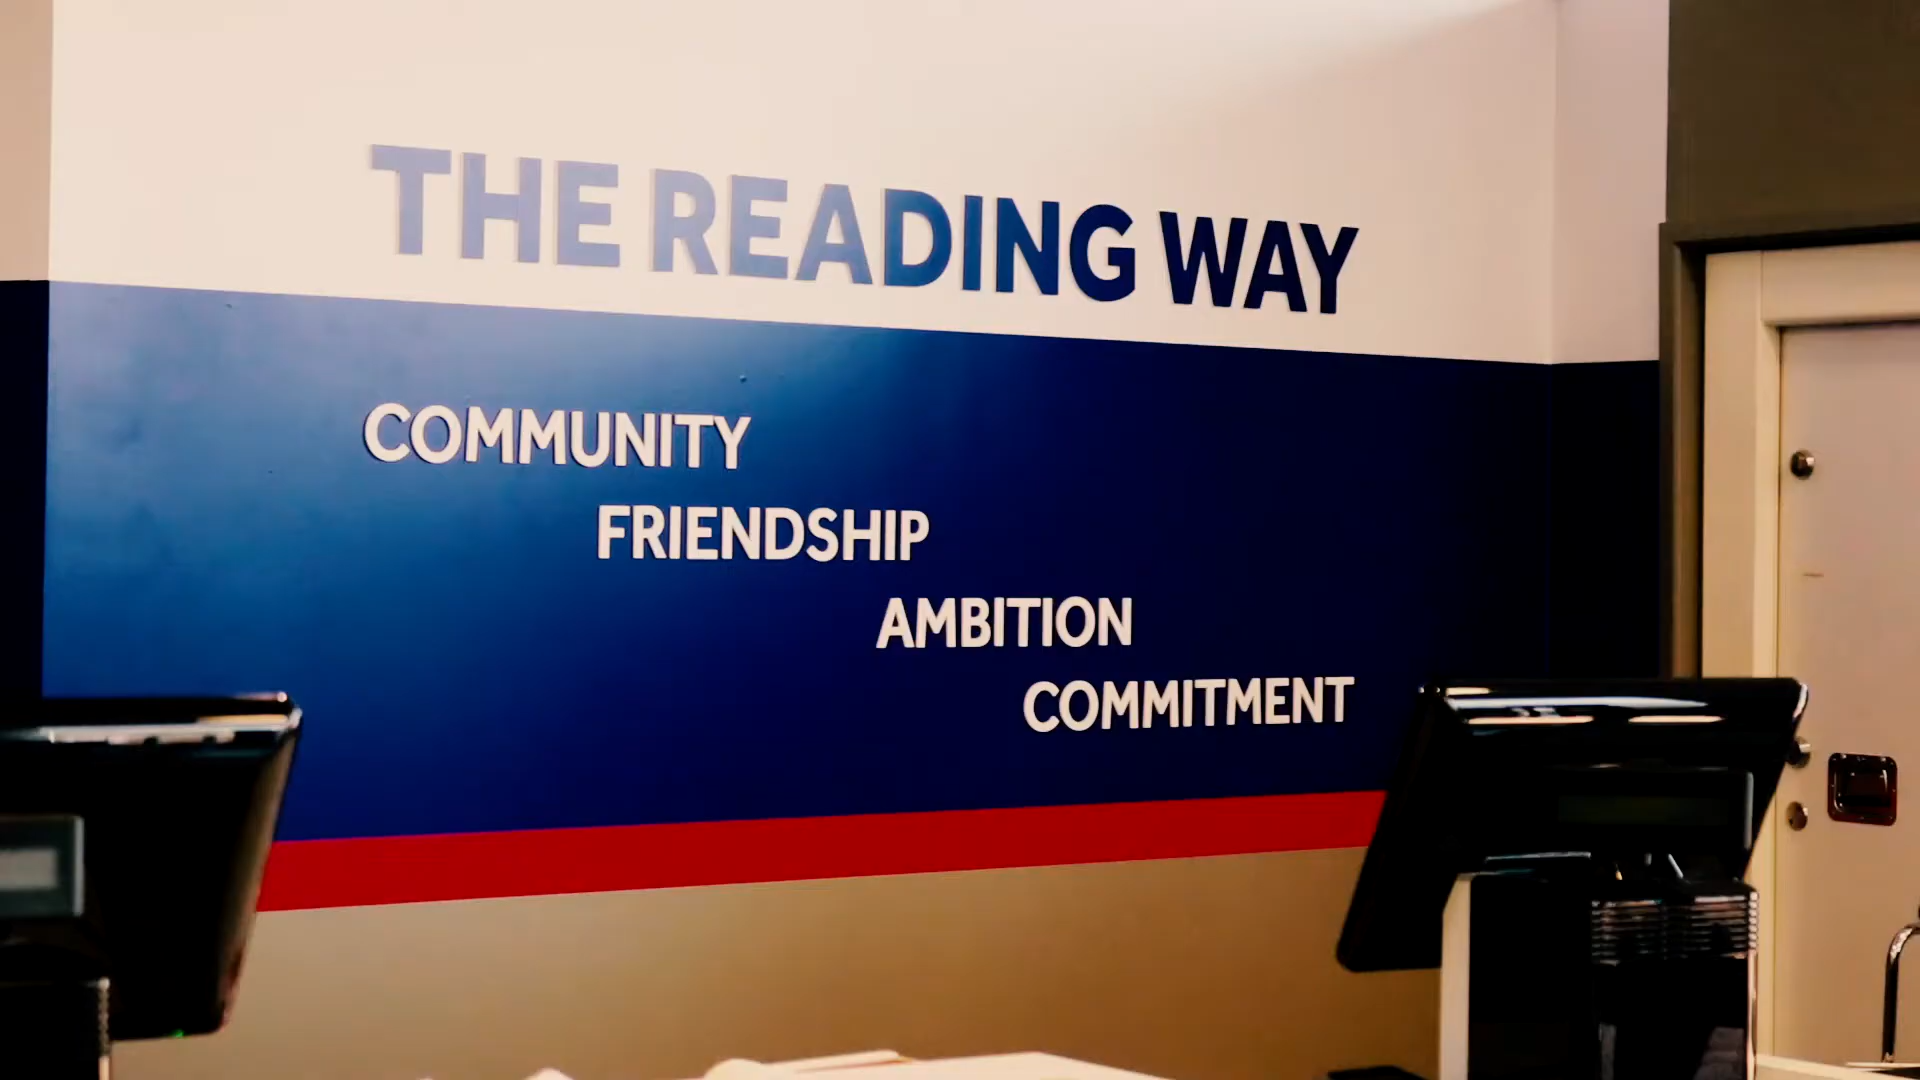 THE READING WAY
COMMUNITY
FRIENDSHIP
AMBITION
COMMITMENT